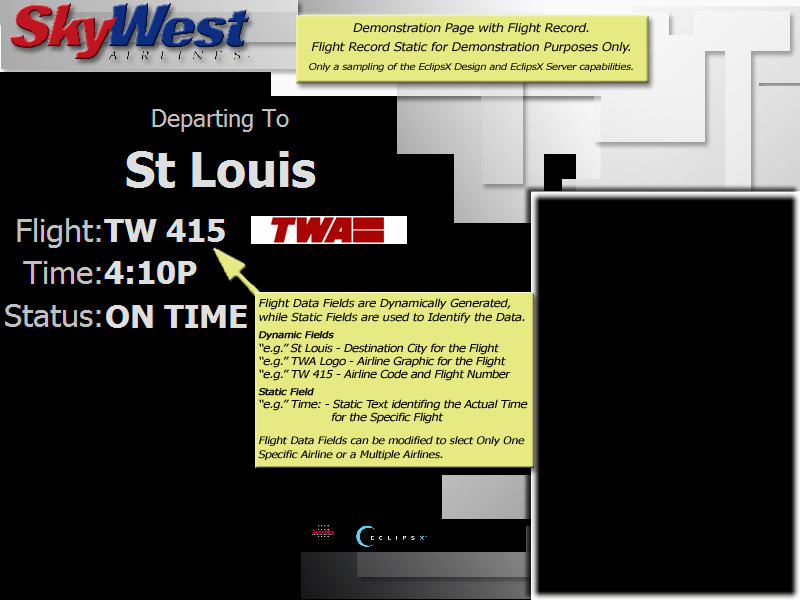 SkyWest
AIRLINES
Demonstration Page with Flight Record.
Flight Record Static for Demonstration Purposes Only.
Only a sampling of the EclipsX Design and EclipsX Server capabilities.
Departing To
St Louis
Flight:TW 415
TWA
Time:4:10P
Status:ON TIME
Flight Data Fields are Dynamically Generated,
while Static Fields are used to Identify the Data.
Dynamic Fields
“e.g.” St Louis - Destination City for the Flight
“e.g.” TWA Logo - Airline Graphic for the Flight
“e.g.” TW 415 - Airline Code and Flight Number
Static Field
“e.g.” Time: - Static Text identifing the Actual Time
for the Specific Flight
Flight Data Fields can be modified to slect Only One
Specific Airline or a Multiple Airlines.
ECLIPSX